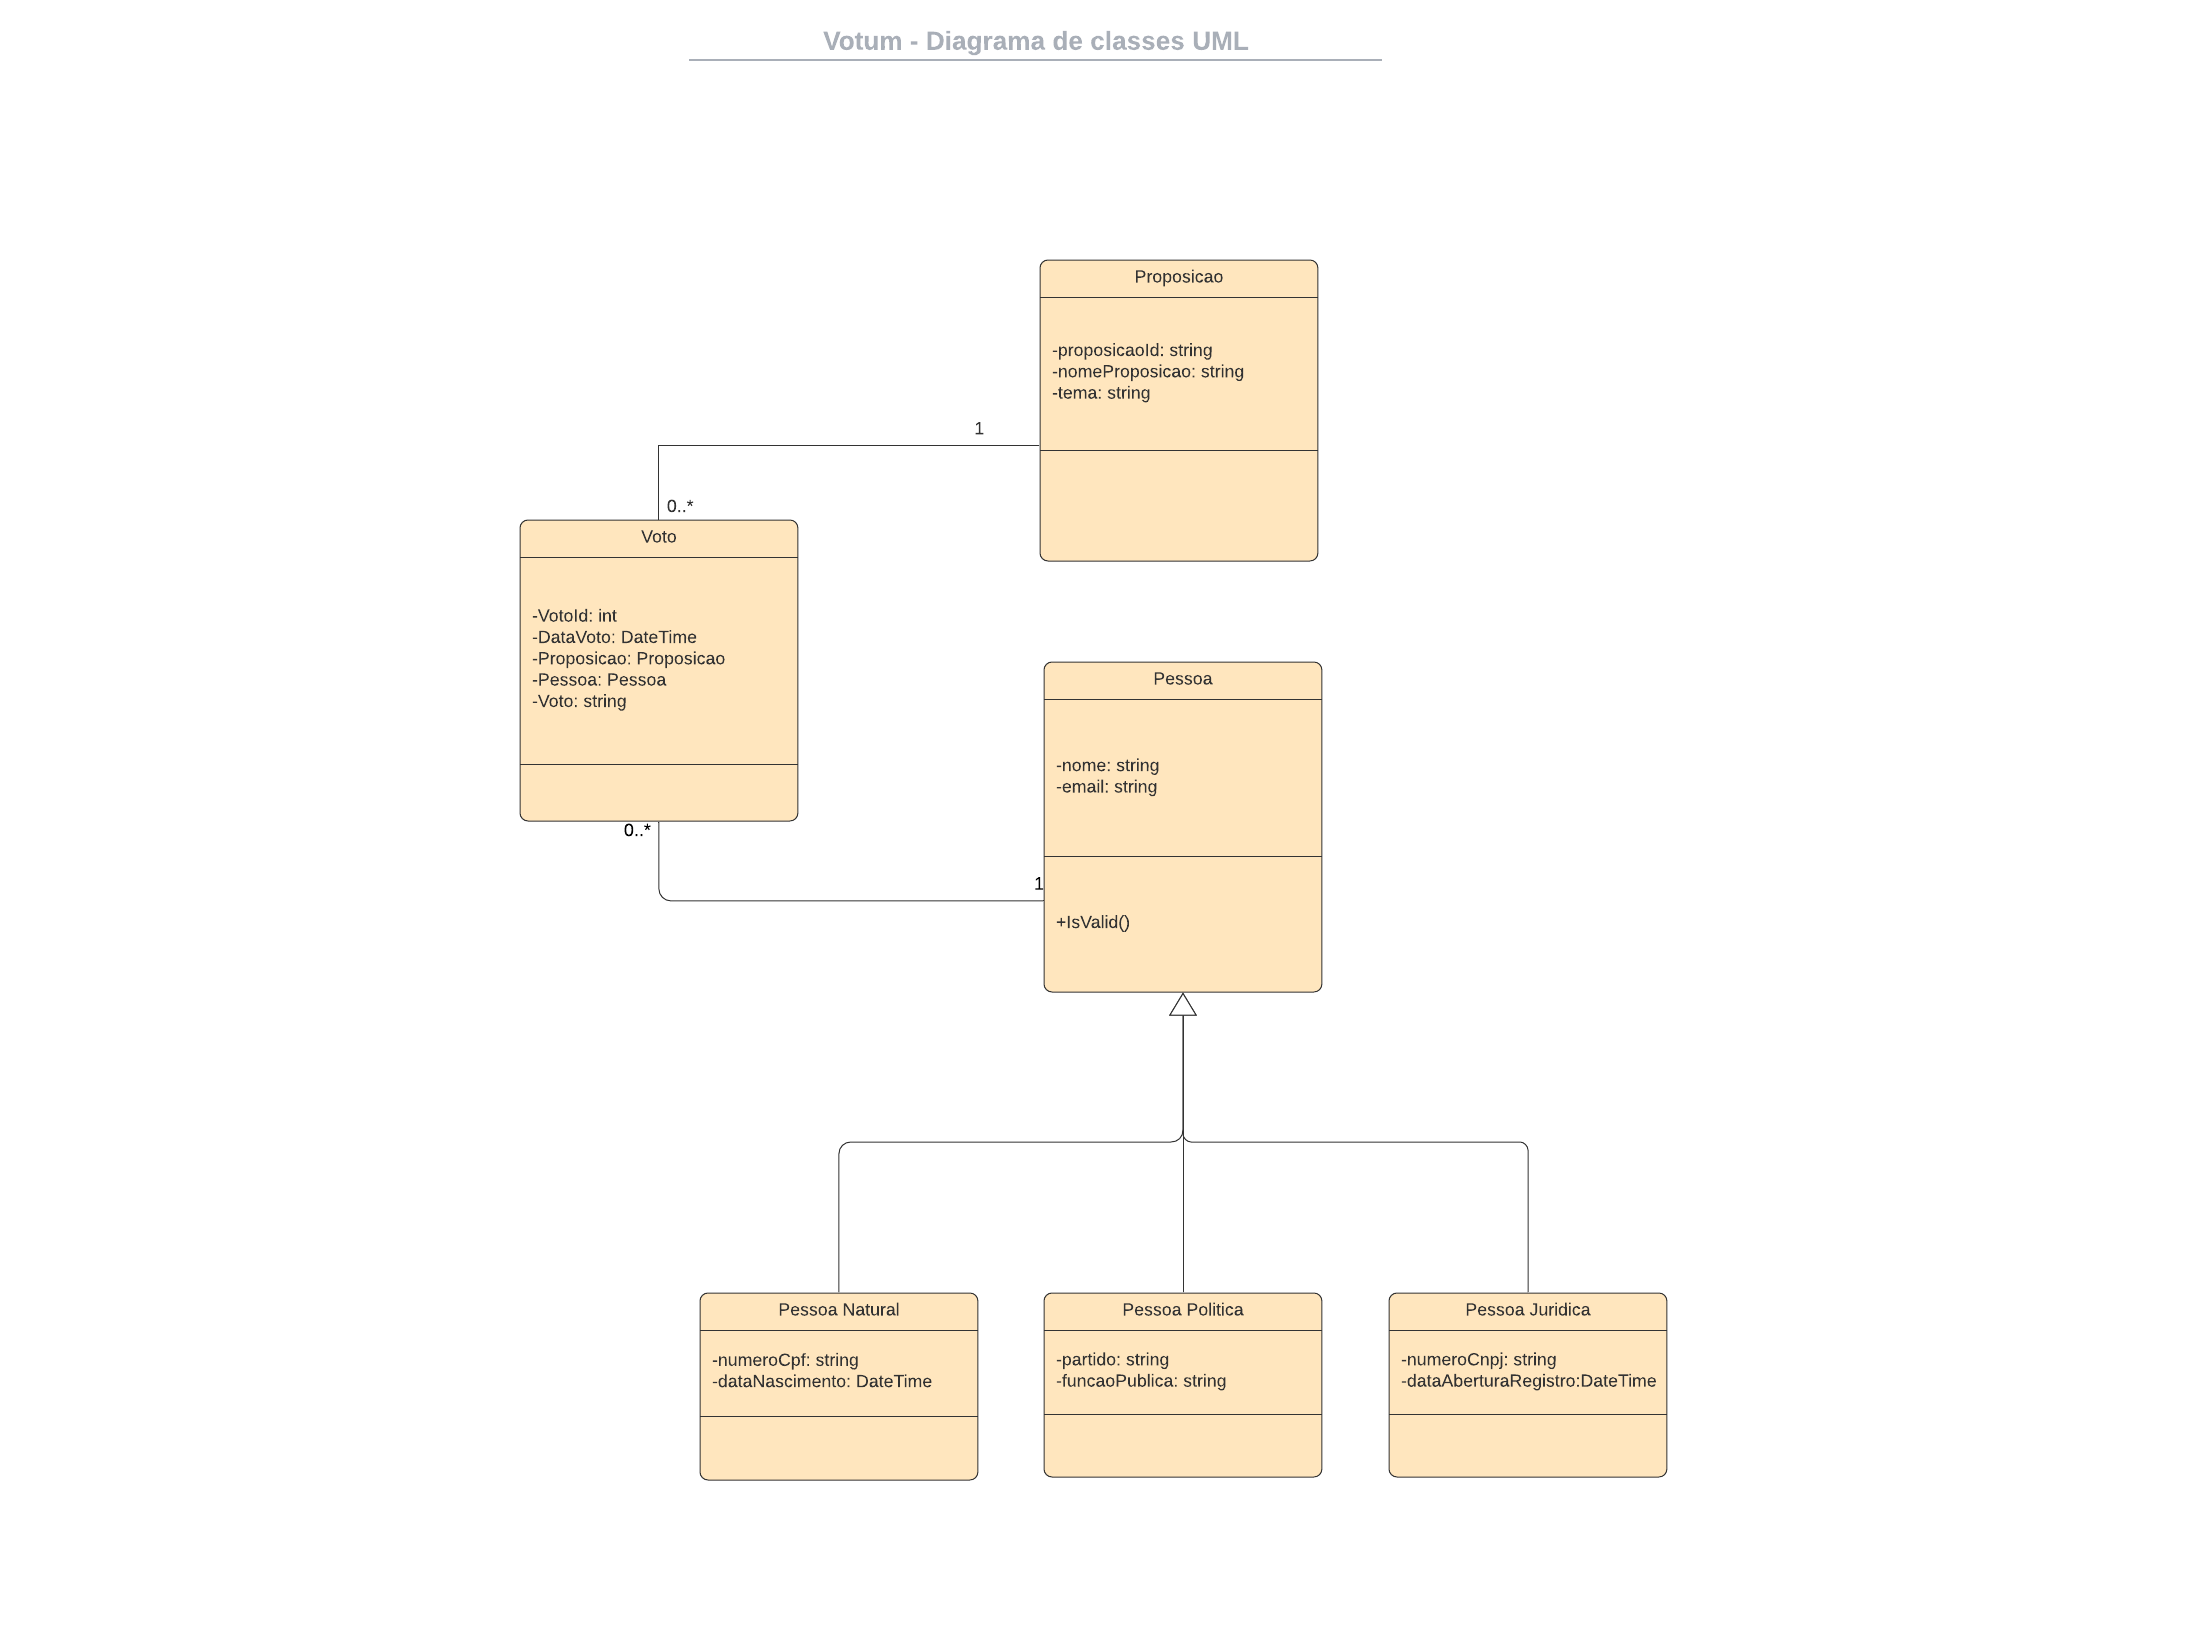 Votum - Diagrama de classes UML
Proposicao
-proposicaoId: string
-nomeProposicao: string
-tema: string
1
0..*
Voto
-VotoId: int
-DataVoto: DateTime
-Proposicao: Proposicao
-Pessoa: Pessoa
-Voto: string
0..*
Pessoa
-nome: string
-email: string
1
+IsValid()
Pessoa Natural
-numeroCpf: string
-dataNascimento: DateTime
Pessoa Politica
-partido: string
-funcaoPublica: string
Pessoa Juridica
-numeroCnpj: string
-dataAberturaRegistro:DateTime